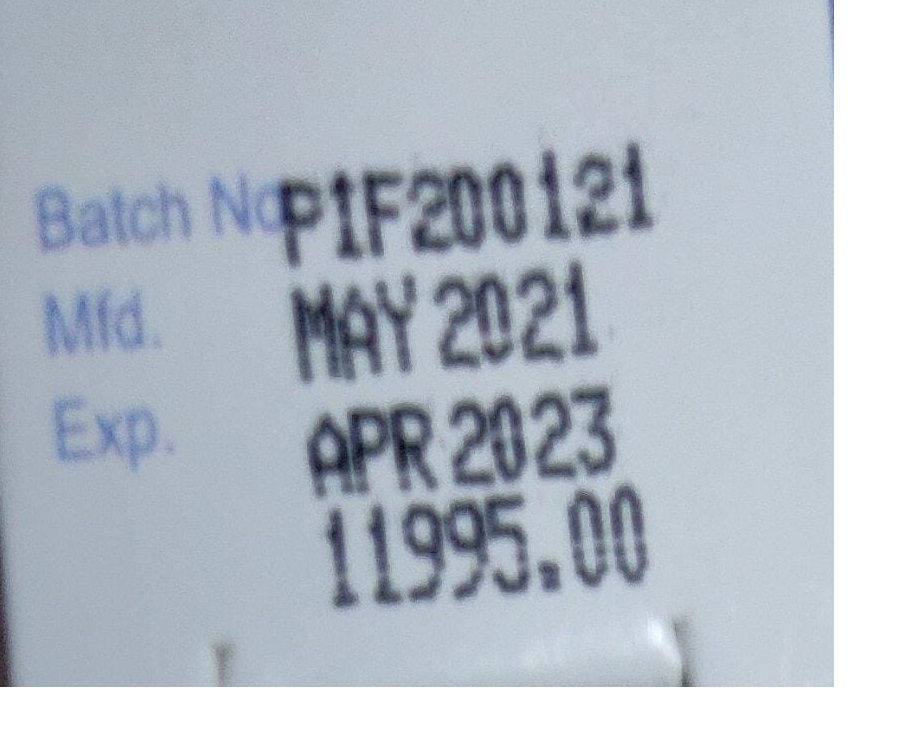 Batch No P1F200121
Mfd. MAY 2021
Exp. APR 2023
11995.00